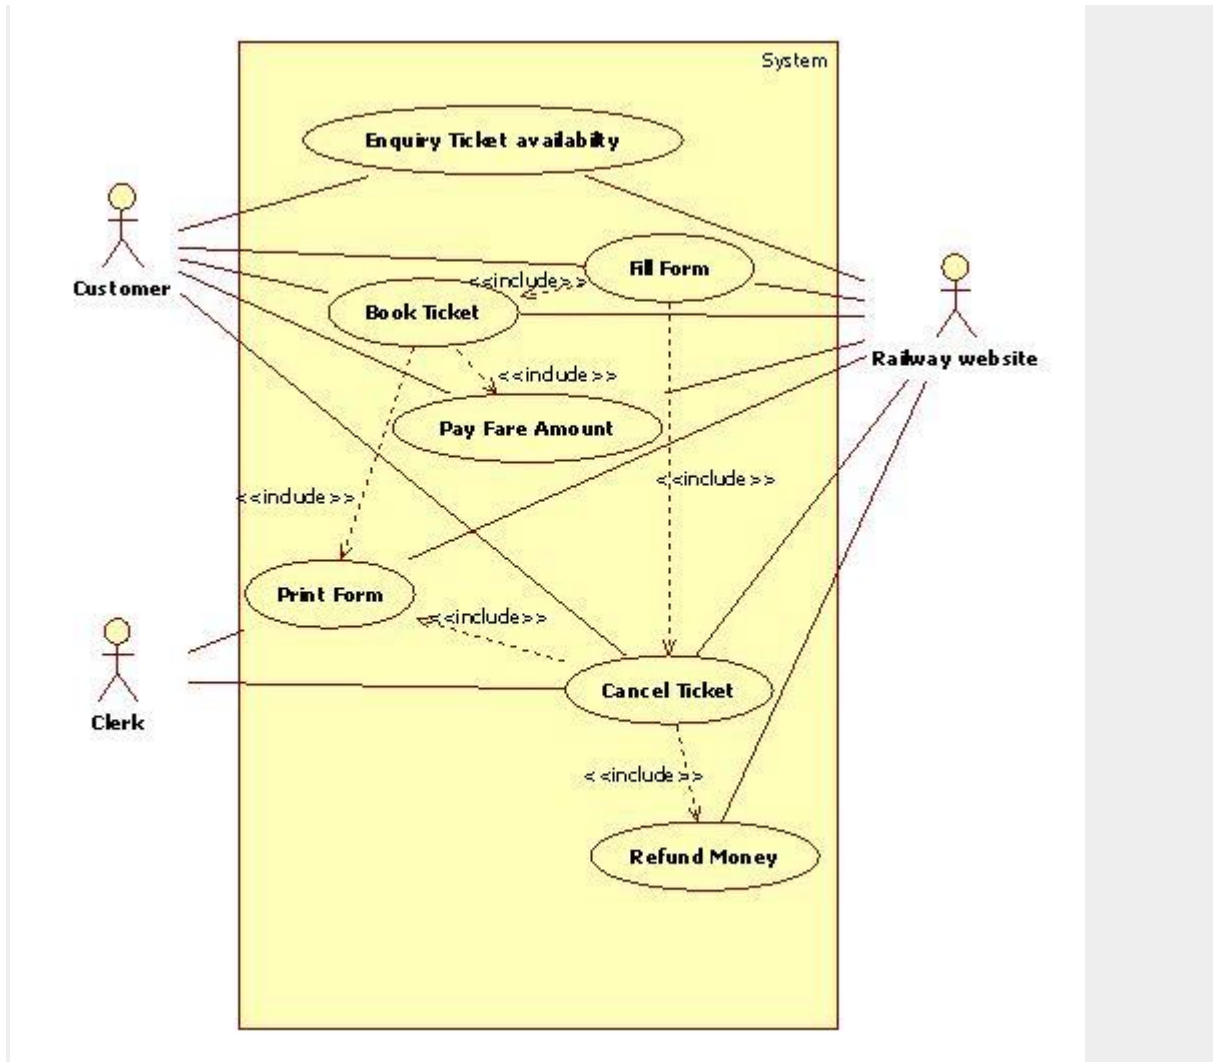 System
Enquiry Ticket availabilty
Customer
Fill Form
<<include>>
Book Ticket
Railway website
<<include>>
Pay Fare Amount
<<include>>
<<include>>
Print Form
<<include>>
Cancel Ticket
Clerk
<<include>>
Refund Money